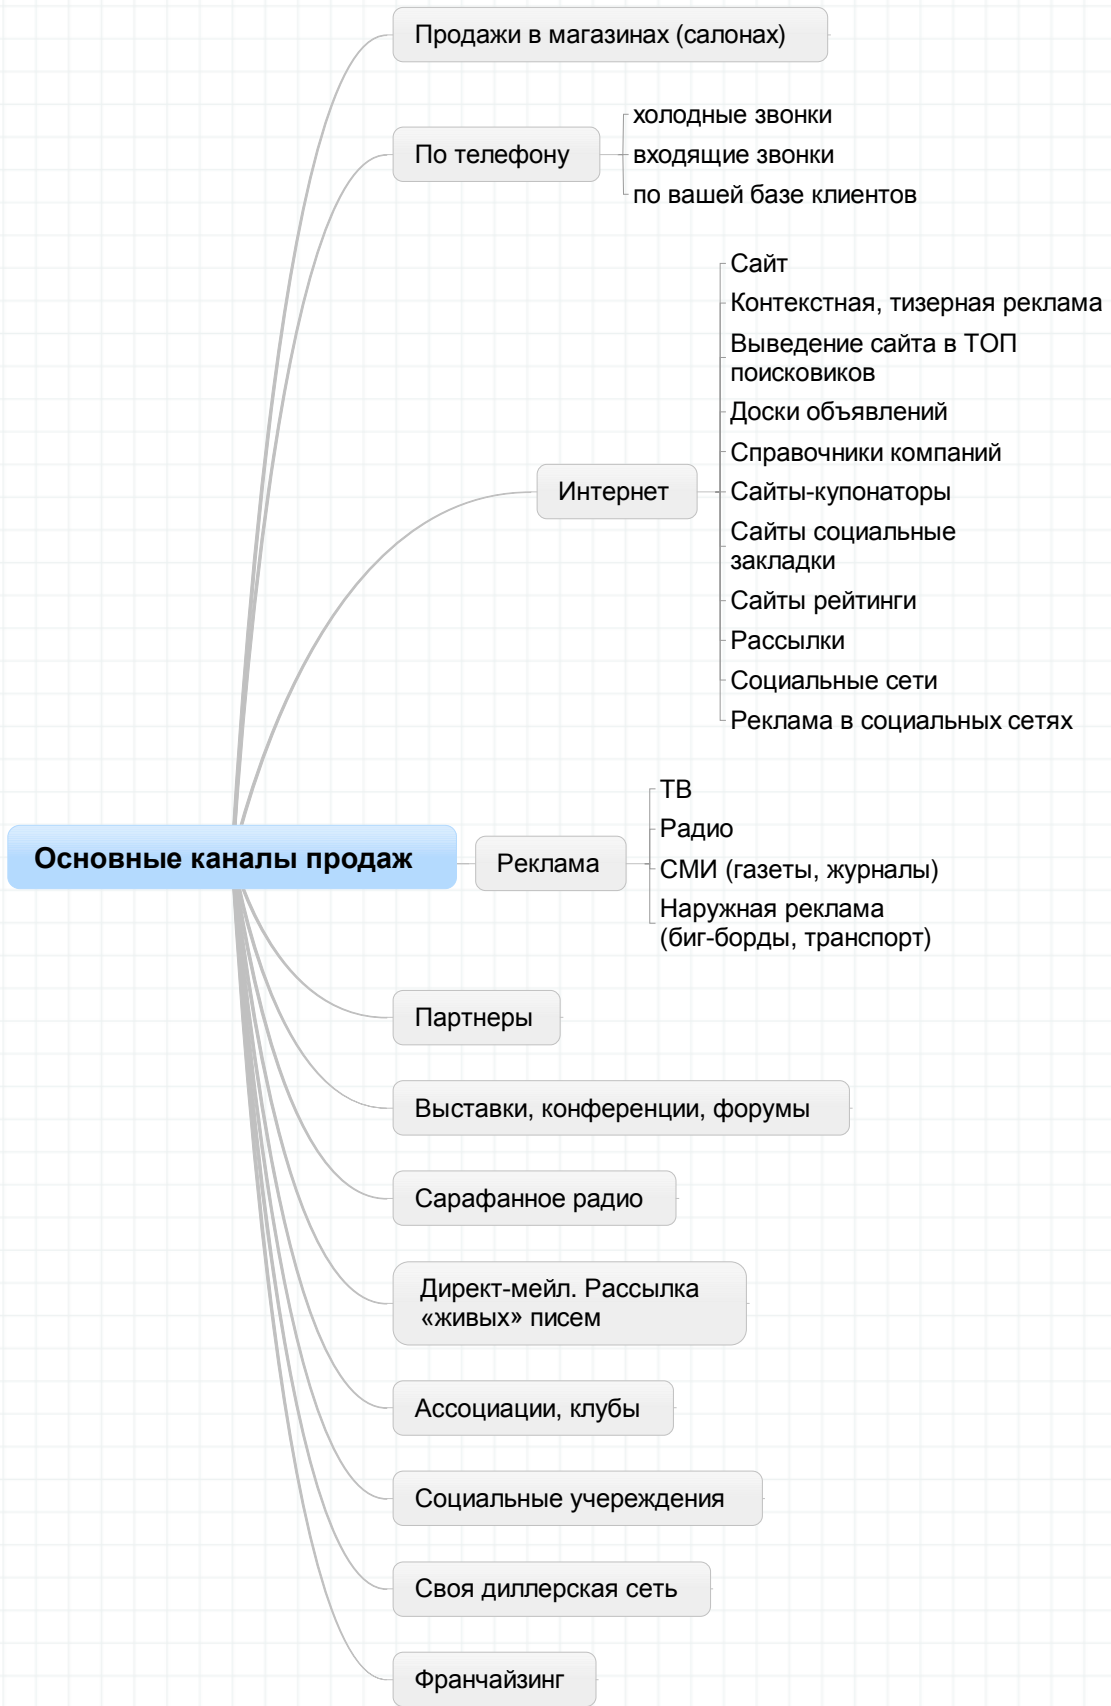 Продажи в магазинах (салонах)
По телефону
холодные звонки
входящие звонки
по вашей базе клиентов
Интернет
Сайт
Контекстная, тизерная реклама
Выведение сайта в ТОП
поисковиков
Доски объявлений
Справочники компаний
Сайты-купонаторы
Сайты социальные
закладки
Сайты рейтинги
Рассылки
Социальные сети
Реклама в социальных сетях
Основные каналы продаж
Реклама
ТВ
Радио
СМИ (газеты, журналы)
Наружная реклама
(биг-борды, транспорт)
Партнеры
Выставки, конференции, форумы
Сарафанное радио
Директ-мейл. Рассылка
«живых» писем
Ассоциации, клубы
Социальные учереждения
Своя диллерская сеть
Франчайзинг